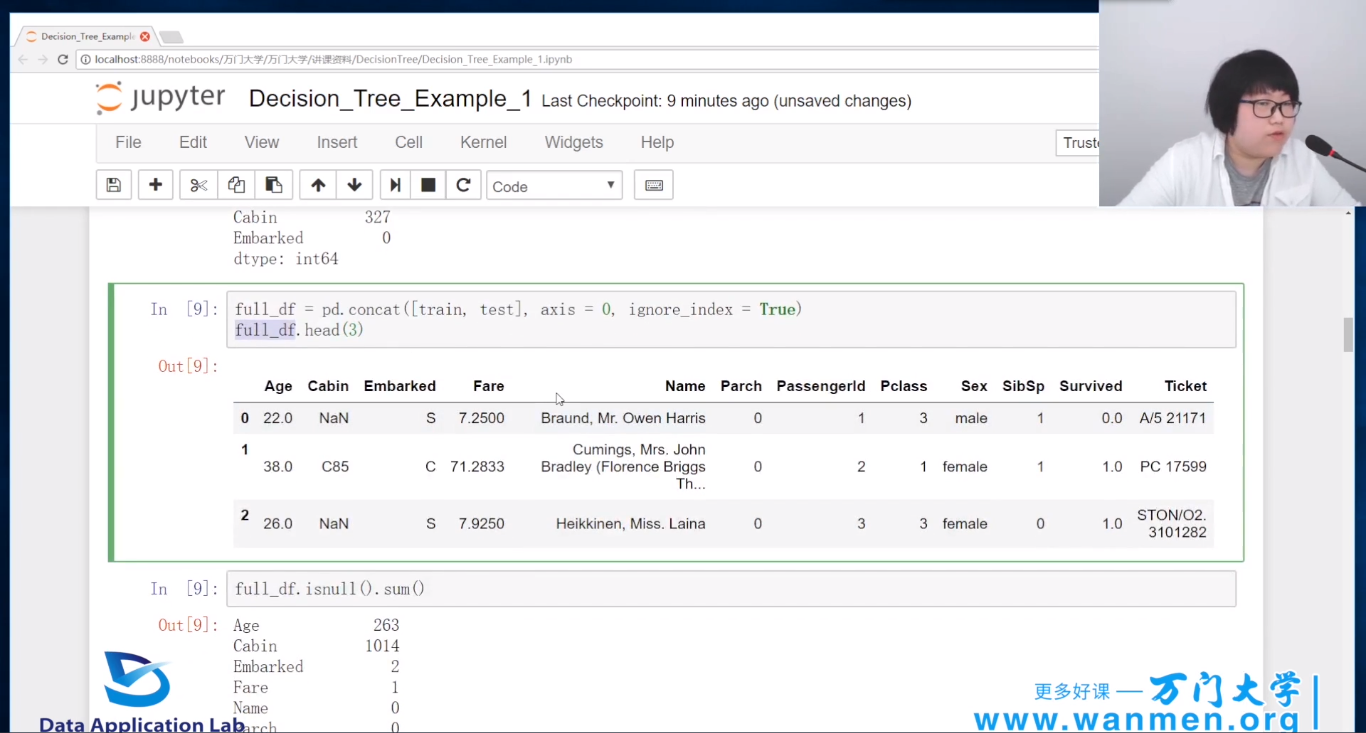 Decision_Tree_Example
localhost:8888/notebooks/万门大学/万门大学/讲课资料/DecisionTree/Decision_Tree_Example_1.ipynb
jupyter Decision_Tree_Example_1 Last Checkpoint: 9 minutes ago (unsaved changes)
File Edit View Insert Cell Kernel Widgets Help Truste
Code
Cabin 327
Embarked 0
dtype: int64
In [9]: full_df = pd.concat([train, test], axis = 0, ignore_index = True)
full_df.head(3)
Out[9]:
Age Cabin Embarked Fare Name Parch PassengerId Pclass Sex SibSp Survived Ticket
0 22.0 NaN S 7.2500 Braund, Mr. Owen Harris 0 1 3 male 1 0.0 A/5 21171
1 38.0 C85 C 71.2833 Cumings, Mrs. John Bradley (Florence Briggs Th... 0 2 1 female 1 1.0 PC 17599
2 26.0 NaN S 7.9250 Heikkinen, Miss. Laina 0 3 3 female 0 1.0 STON/O2. 3101282
In [9]: full_df.isnull().sum()
Out[9]: Age 263
Cabin 1014
Embarked 2
Fare 1
Name 0
arch 0
Data Application Lab
更多好课 — 万门大学
www.wanmen.org